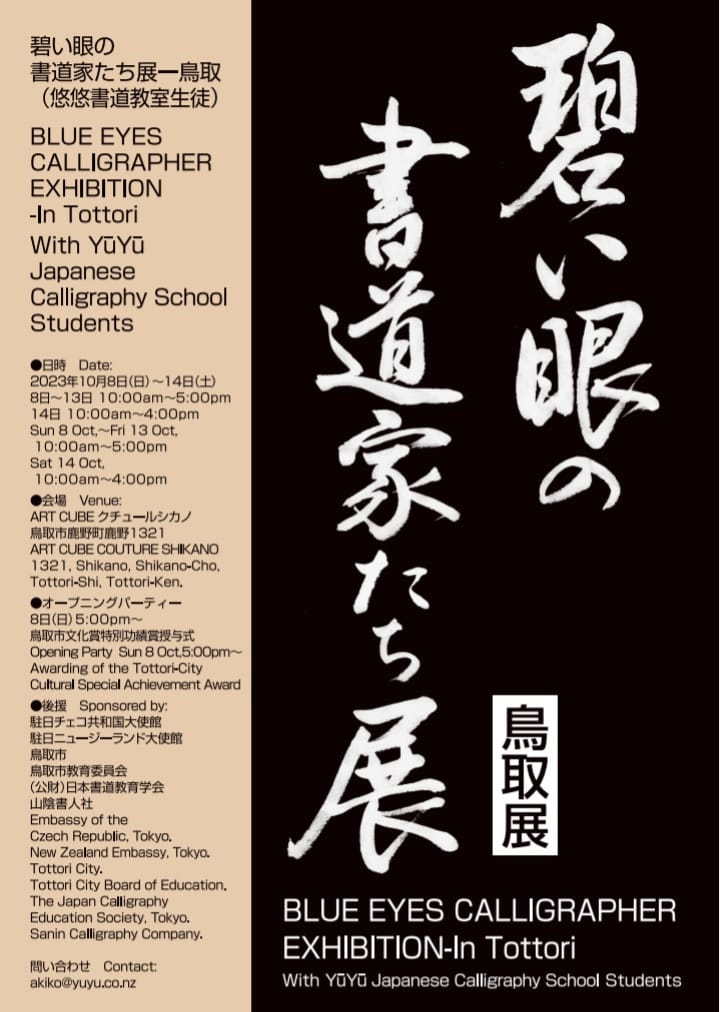 碧い眼の
書道家たち展ー鳥取
（悠悠書道教室生徒）
BLUE EYES
CALLIGRAPHER
EXHIBITION
-In Tottori
With YūYū
Japanese
Calligraphy School
Students
●日時　Date:
2023年10月8日(日)～14日(土)
8日～13日 10:00am～5:00pm
14日 10:00am～4:00pm
Sun 8 Oct,～Fri 13 Oct,
10:00am～5:00pm
Sat 14 Oct,
10:00am～4:00pm
●会場　Venue:
ART CUBE クチュールシカノ
鳥取市鹿野町鹿野1321
ART CUBE COUTURE SHIKANO
1321, Shikano, Shikano-Cho,
Tottori-Shi, Tottori-Ken.
●オープニングパーティー
8日(日) 5:00pm～
鳥取市文化賞特別功績賞授与式
Opening Party  Sun 8 Oct,5:00pm～
Awarding of the Tottori-City
Cultural Special Achievement Award
●後援　Sponsored by:
駐日チェコ共和国大使館
駐日ニュージーランド大使館
鳥取市
鳥取市教育委員会
(公財)日本書道教育学会
山陰書人社
Embassy of the
Czech Republic, Tokyo.
New Zealand Embassy, Tokyo.
Tottori City.
Tottori City Board of Education.
The Japan Calligraphy
Education Society, Tokyo.
Sanin Calligraphy Company.
問い合わせ　Contact:
akiko@yuyu.co.nz
碧い眼の
書道家たち展
鳥取展
BLUE EYES CALLIGRAPHER
EXHIBITION-In Tottori
With YūYū Japanese Calligraphy School Students